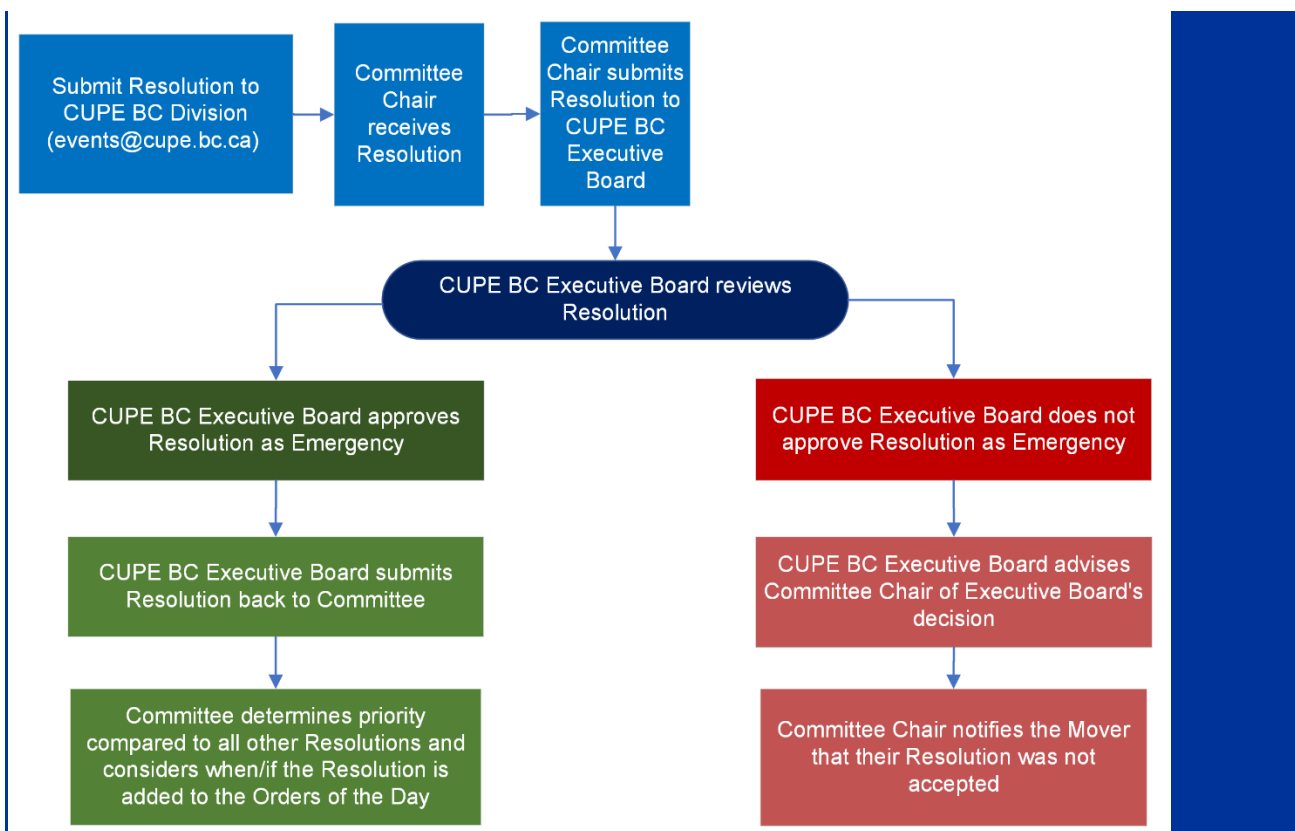 Submit Resolution to
CUPE BC Division
(events@cupe.bc.ca)
Committee
Chair
receives
Resolution
Committee
Chair submits
Resolution to
CUPE BC
Executive
Board
CUPE BC Executive Board reviews
Resolution
CUPE BC Executive Board approves
Resolution as Emergency
CUPE BC Executive Board does not
approve Resolution as Emergency
CUPE BC Executive Board submits
Resolution back to Committee
CUPE BC Executive Board advises
Committee Chair of Executive Board's
decision
Committee determines priority
compared to all other Resolutions and
considers when/if the Resolution is
added to the Orders of the Day
Committee Chair notifies the Mover
that their Resolution was not
accepted